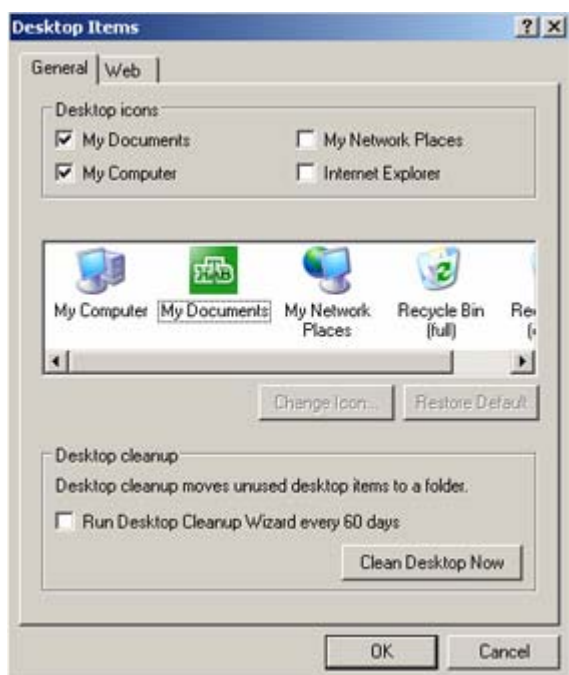 Desktop Items
General
Web
Desktop icons
My Documents
My Network Places
My Computer
Internet Explorer
My Computer
My Documents
My Network
Places
Recycle Bin
(full)
Change Icon...
Restore Default
Desktop cleanup
Desktop cleanup moves unused desktop items to a folder.
Run Desktop Cleanup Wizard every 60 days
Clean Desktop Now
OK
Cancel